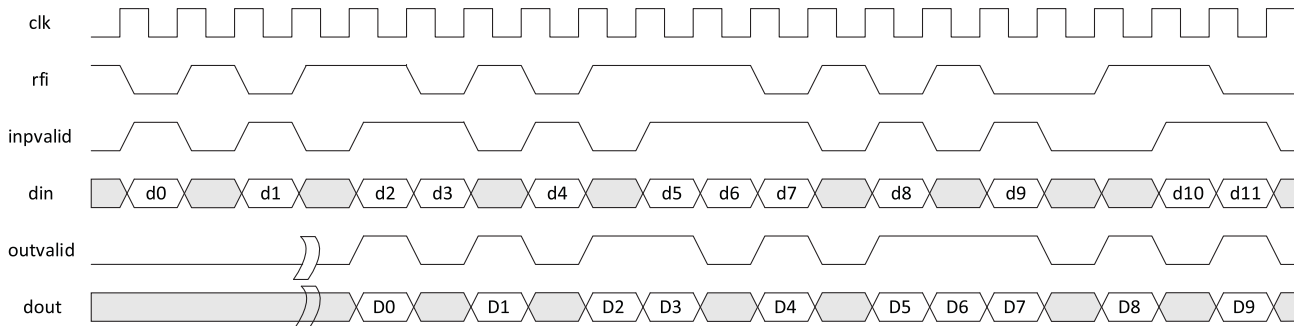 clk
rfi
inpvalid
din d0 d1 d2 d3 d4 d5 d6 d7 d8 d9 d10 d11
outvalid
dout D0 D1 D2 D3 D4 D5 D6 D7 D8 D9